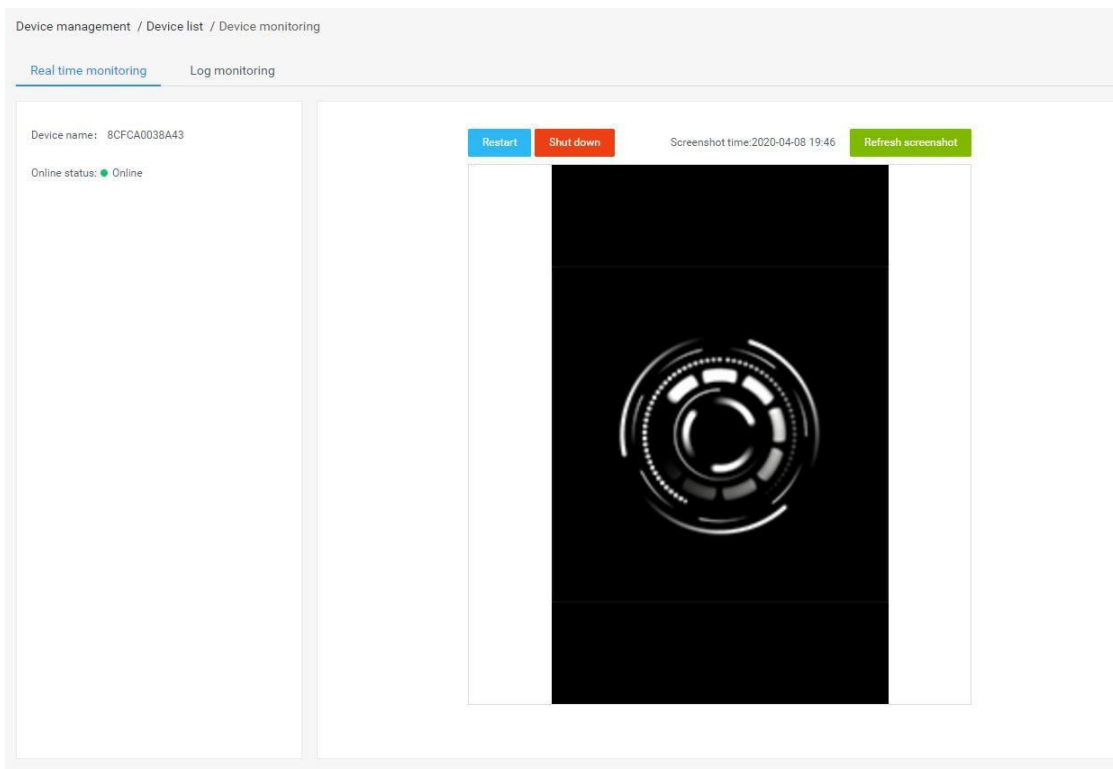 Device management / Device list / Device monitoring
Real time monitoring Log monitoring
Device name: 8CFCA0038A43
Online status: Online
Restart Shut down Screenshot time:2020-04-08 19:46 Refresh screenshot